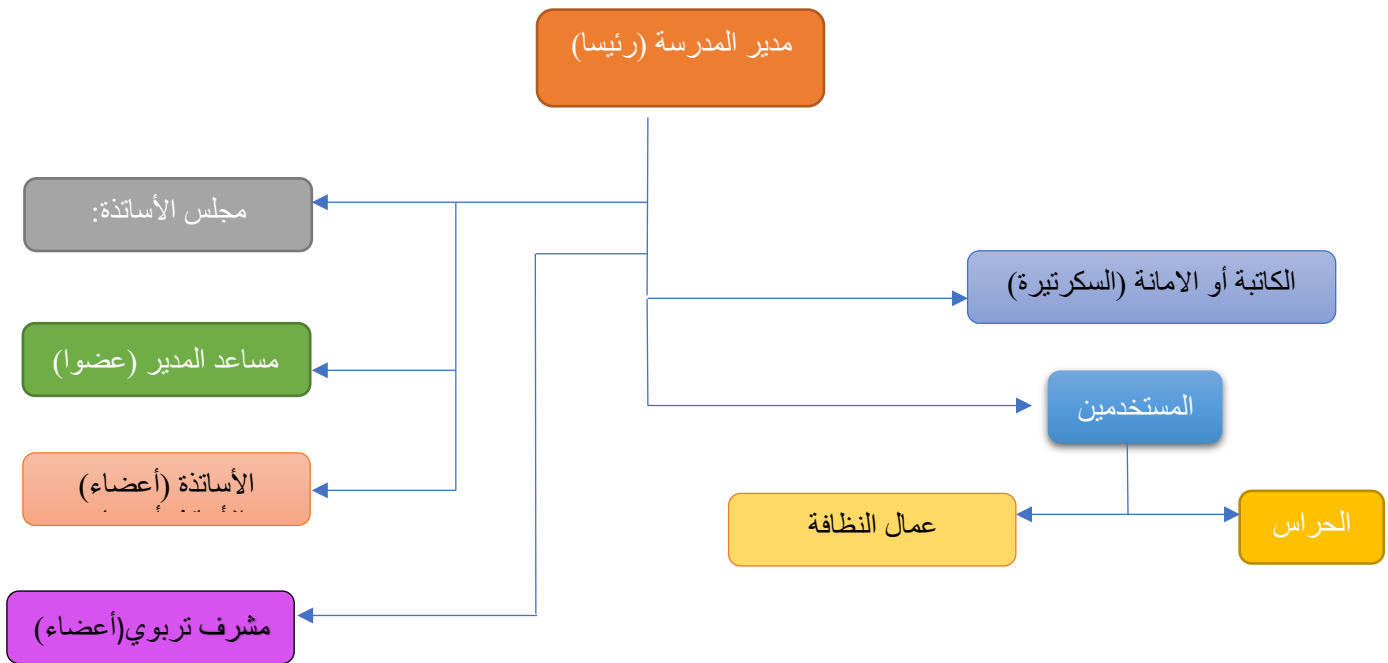 مدير المدرسة (رئيسا)
مجلس الأساتذة:
الكاتبة أو الامانة (السكرتيرة)
مساعد المدير (عضوا)
المستخدمين
الأساتذة (أعضاء)
عمال النظافة
الحراس
مشرف تربوي(أعضاء)